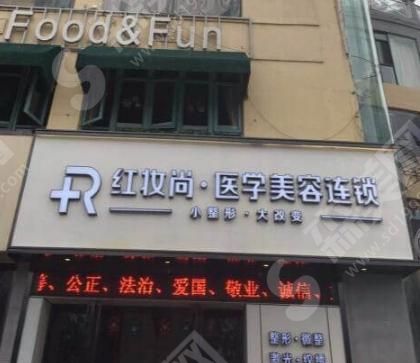 Food&Fun
红妆尚·医学美容连锁
小整形·大改变
公正、法治、爱国、敬业、诚信、
整形·微整